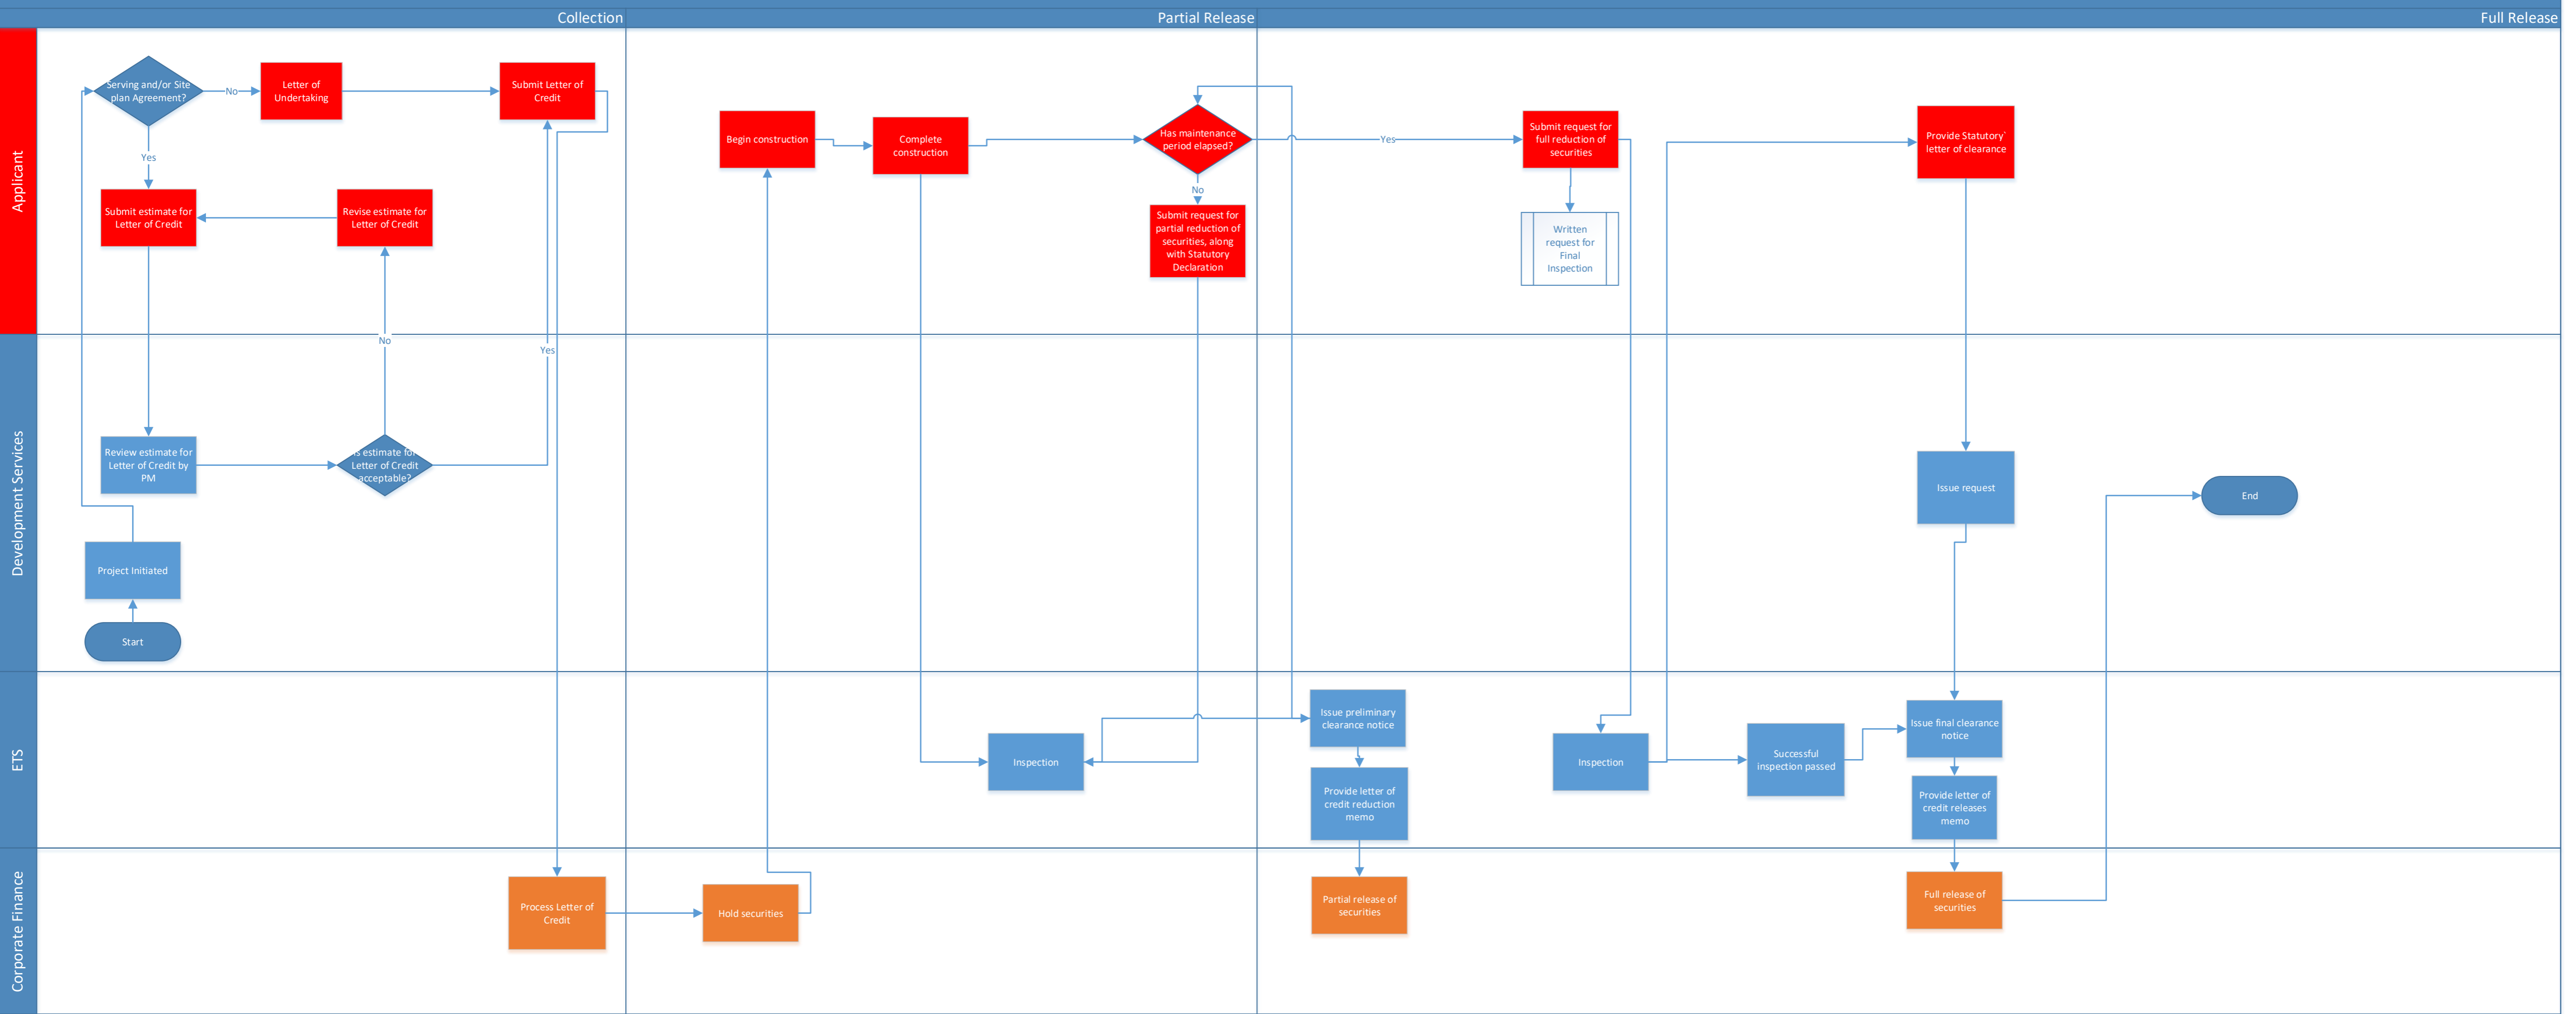 Collection
Partial Release
Full Release
Applicant
Serving and/or Site
plan Agreement?
No
Letter of
Undertaking
Submit Letter of
Credit
Yes
Submit estimate for
Letter of Credit
Revise estimate for
Letter of Credit
No
Yes
Begin construction
Complete
construction
Has maintenance
period elapsed?
Yes
No
Submit request for
partial reduction of
securities, along
with Statutory
Declaration
Submit request for
full reduction of
securities
Written
request for
Final
Inspection
Provide Statutory`
letter of clearance
Development Services
Review estimate for
Letter of Credit by
PM
Is estimate for
Letter of Credit
acceptable?
Project Initiated
Start
Issue request
End
ETS
Inspection
Issue preliminary
clearance notice
Provide letter of
credit reduction
memo
Inspection
Successful
inspection passed
Issue final clearance
notice
Provide letter of
credit releases
memo
Corporate Finance
Process Letter of
Credit
Hold securities
Partial release of
securities
Full release of
securities